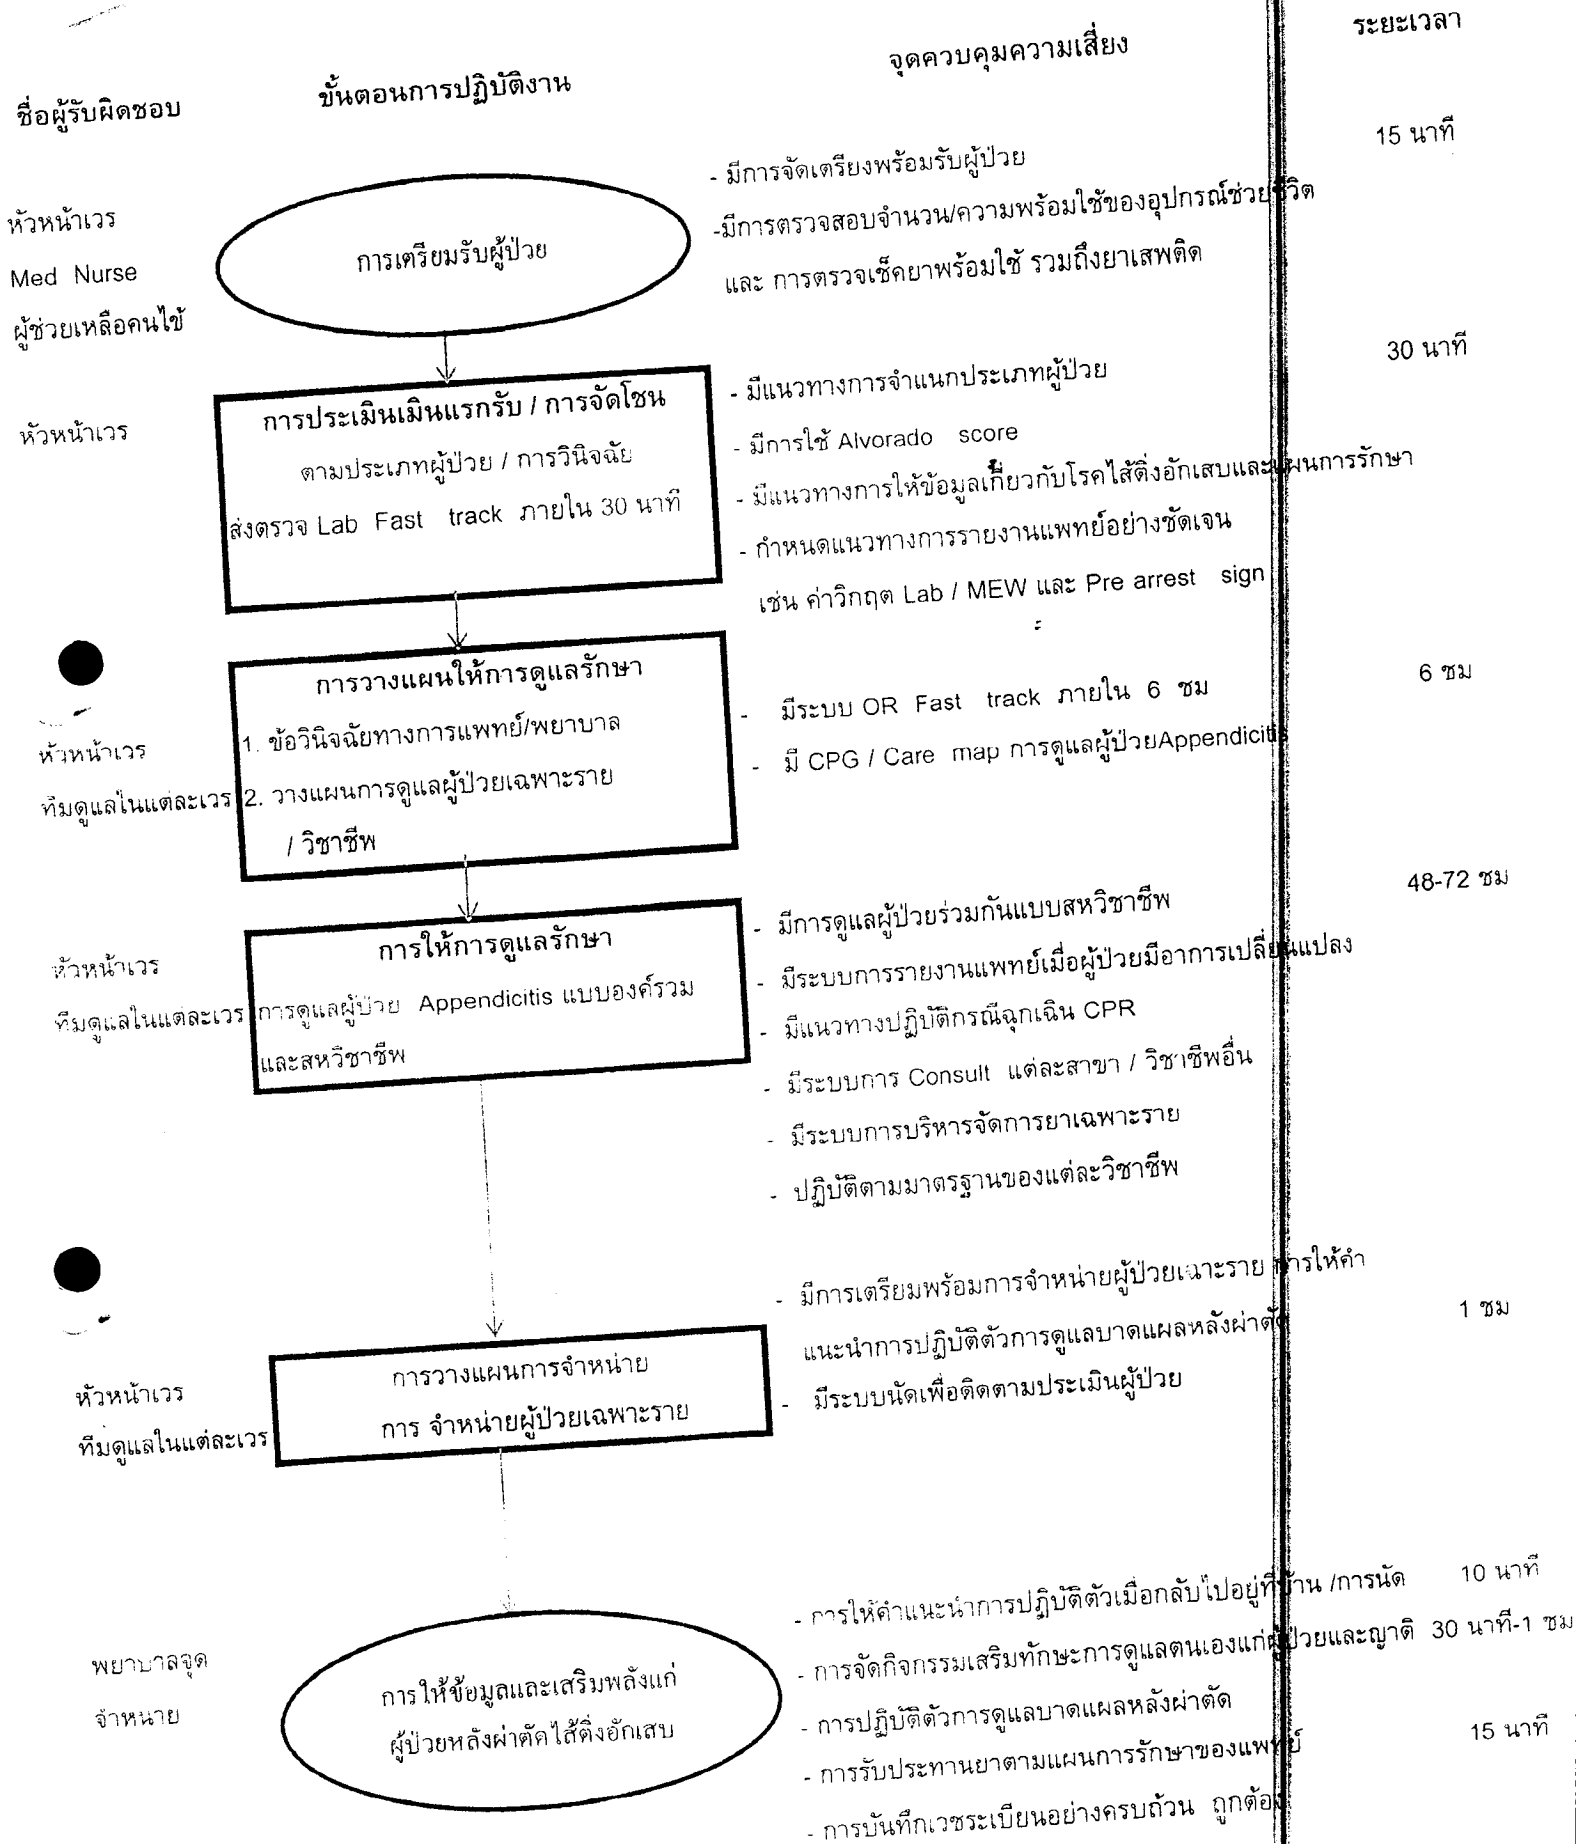 ระยะเวลา
จุดควบคุมความเสี่ยง
ขั้นตอนการปฏิบัติงาน
ชื่อผู้รับผิดชอบ
15 นาที
- มีการจัดเตรียงพร้อมรับผู้ป่วย
หัวหน้าเวร
-มีการตรวจสอบจำนวน/ความพร้อมใช้ของอุปกรณ์ช่วยชีวิต
การเตรียมรับผู้ป่วย
Med Nurse
และ การตรวจเช็คยาพร้อมใช้ รวมถึงยาเสพติด
ผู้ช่วยเหลือคนไข้
30 นาที
- มีแนวทางการจำแนกประเภทผู้ป่วย
การประเมินเมินแรกรับ / การจัดโซน
หัวหน้าเวร
- มีการใช้ Alvorado score
ตามประเภทผู้ป่วย / การวินิจฉัย
- มีแนวทางการให้ข้อมูลเกี่ยวกับโรคไส้ติ่งอักเสบและแผนการรักษา
ส่งตรวจ Lab Fast track ภายใน 30 นาที
- กำหนดแนวทางการรายงานแพทย์อย่างชัดเจน
เช่น ค่าวิกฤต Lab / MEW และ Pre arrest sign
การวางแผนให้การดูแลรักษา
6 ชม
- มีระบบ OR Fast track ภายใน 6 ชม
1. ข้อวินิจฉัยทางการแพทย์/พยาบาล
หัวหน้าเวร
- มี CPG / Care map การดูแลผู้ป่วยAppendicitis
ทีมดูแลในแต่ละเวร
2. วางแผนการดูแลผู้ป่วยเฉพาะราย
/ วิชาชีพ
48-72 ชม
- มีการดูแลผู้ป่วยร่วมกันแบบสหวิชาชีพ
การให้การดูแลรักษา
หัวหน้าเวร
- มีระบบการรายงานแพทย์เมื่อผู้ป่วยมีอาการเปลี่ยนแปลง
ทีมดูแลในแต่ละเวร
การดูแลผู้ป่วย Appendicitis แบบองค์รวม
- มีแนวทางปฏิบัติกรณีฉุกเฉิน CPR
และสหวิชาชีพ
- มีระบบการ Consult แต่ละสาขา / วิชาชีพอื่น
- มีระบบการบริหารจัดการยาเฉพาะราย
- ปฏิบัติตามมาตรฐานของแต่ละวิชาชีพ
- มีการเตรียมพร้อมการจำหน่ายผู้ป่วยเฉาะราย การให้คำ
แนะนำการปฏิบัติตัวการดูแลบาดแผลหลังผ่าตัด
1 ชม
การวางแผนการจำหน่าย
หัวหน้าเวร
- มีระบบนัดเพื่อติดตามประเมินผู้ป่วย
การ จำหน่ายผู้ป่วยเฉพาะราย
ทีมดูแลในแต่ละเวร
- การให้คำแนะนำการปฏิบัติตัวเมื่อกลับไปอยู่ที่บ้าน /การนัด 10 นาที
- การจัดกิจกรรมเสริมทักษะการดูแลตนเองแก่ผู้ป่วยและญาติ 30 นาที-1 ชม
พยาบาลจุด
การให้ข้อมูลและเสริมพลังแก่
จำหนาย
- การปฏิบัติตัวการดูแลบาดแผลหลังผ่าตัด
ผู้ป่วยหลังผ่าตัดไส้ติ่งอักเสบ
- การรับประทานยาตามแผนการรักษาของแพทย์
15 นาที
- การบันทึกเวชระเบียนอย่างครบถ้วน ถูกต้อง